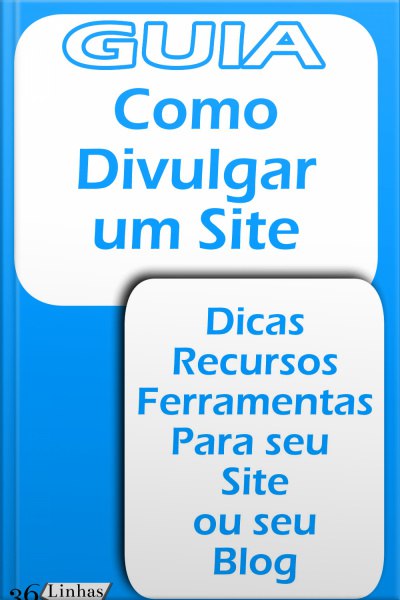 GUIA
Como
Divulgar
um Site
Dicas
Recursos
Ferramentas
Para seu
Site
ou seu
Blog
36 Linhas